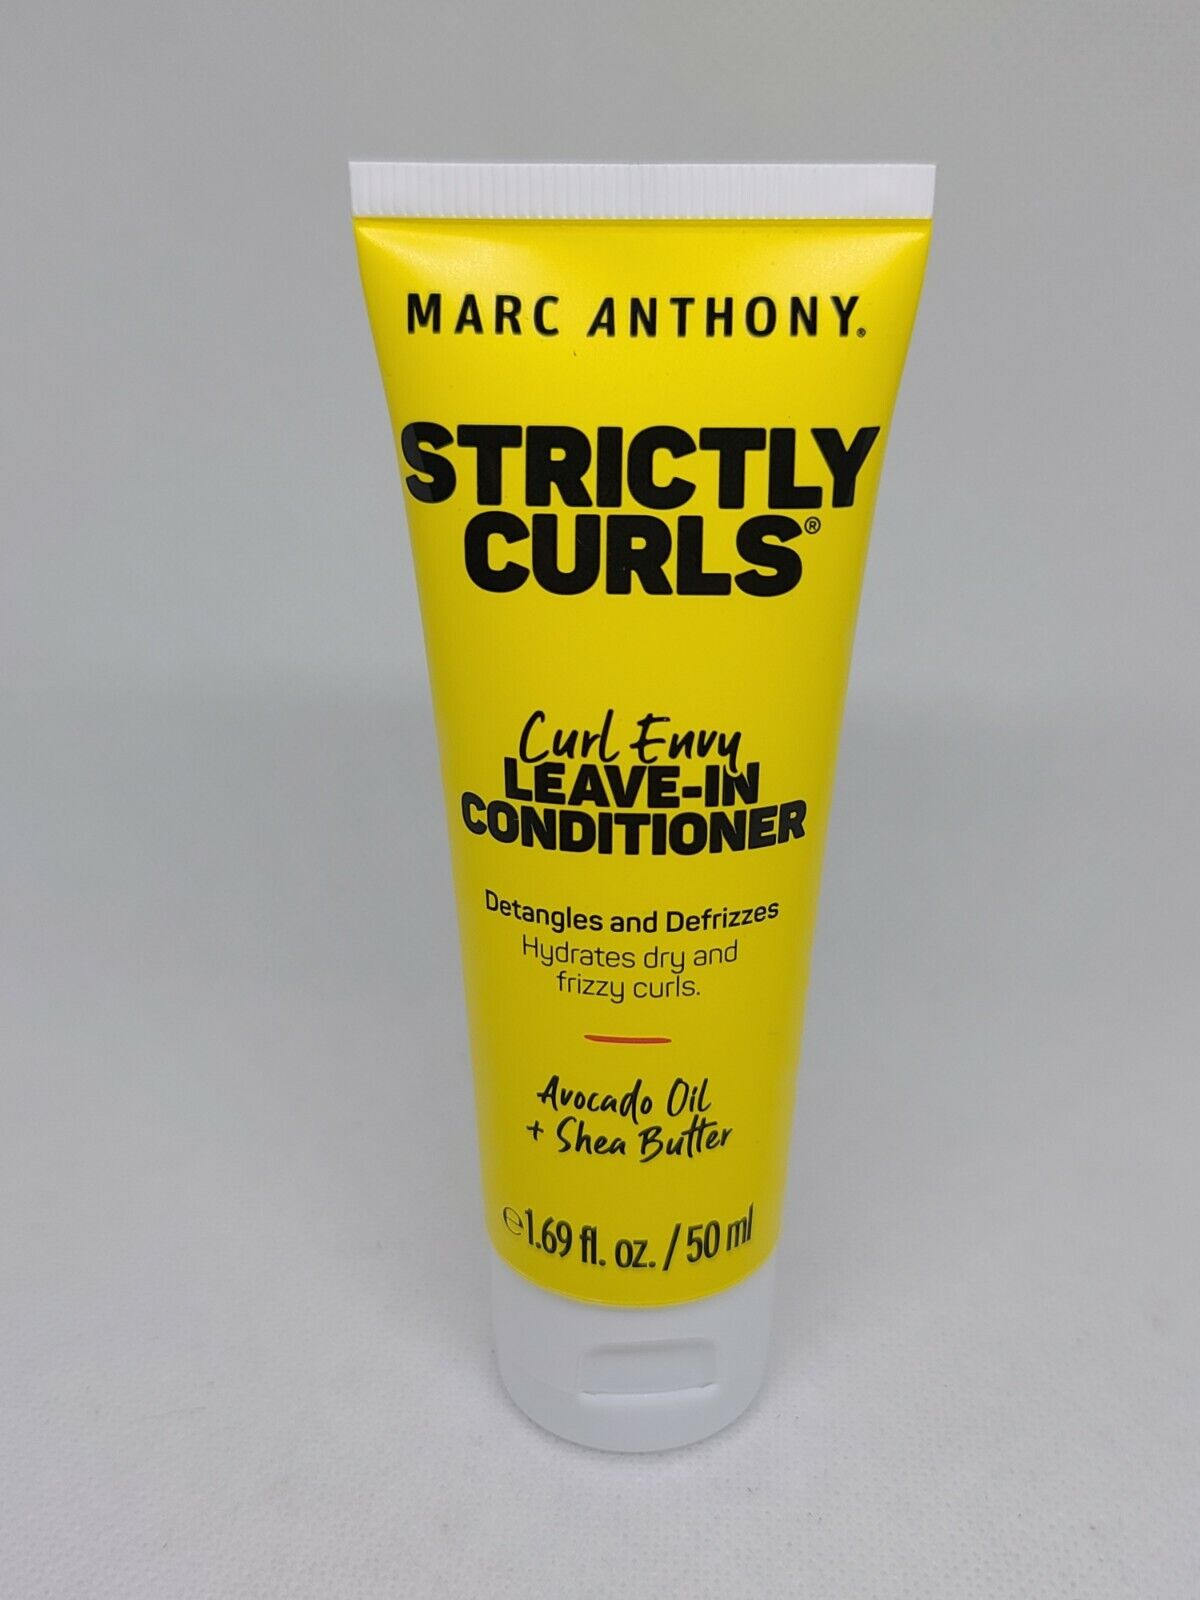 MARC ANTHONY®
STRICTLY
CURLS®
Curl Envy
LEAVE-IN
CONDITIONER
Detangles and Defrizzes
Hydrates dry and
frizzy curls.
Avocado Oil
+ Shea Butter
℮1.69 fl. oz. / 50 ml